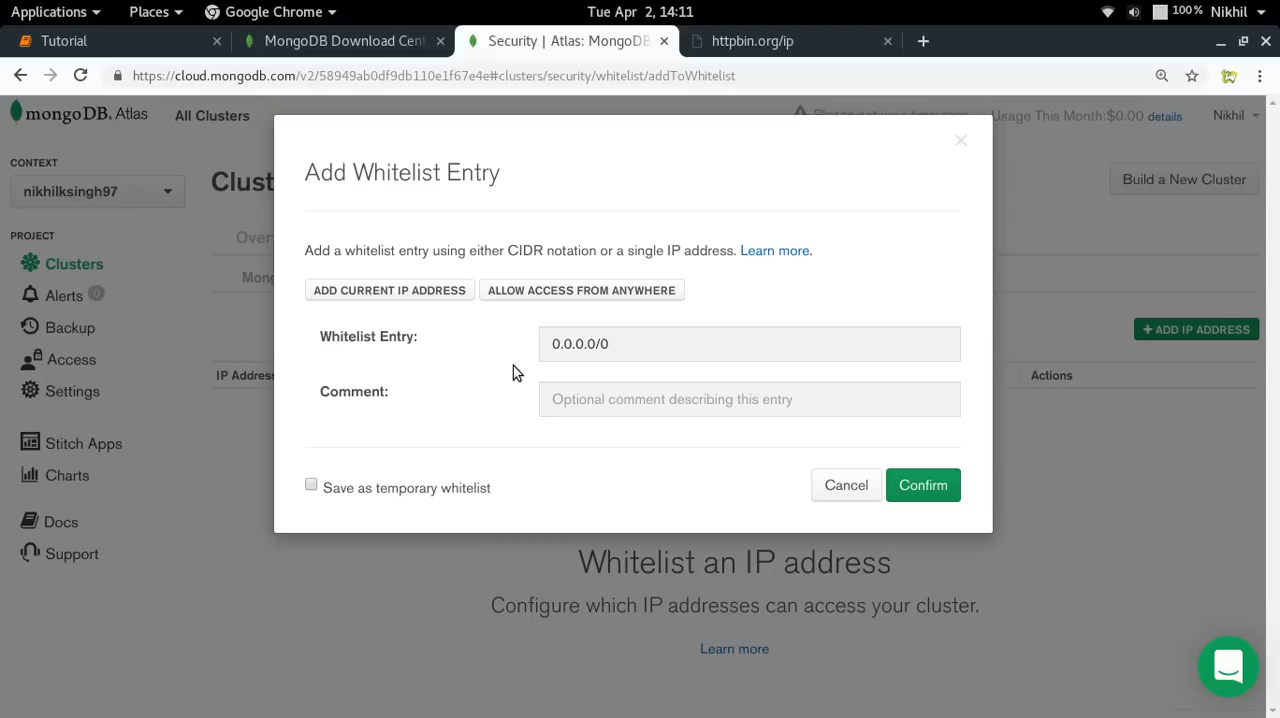 Applications Places Google Chrome Tue Apr 2, 14:11 100% Nikhil
Tutorial MongoDB Download Cent Security | Atlas: MongoDB httpbin.org/ip
https://cloud.mongodb.com/v2/58949ab0df9db110e1f67e4e#clusters/security/whitelist/addToWhitelist
mongoDB. Atlas All Clusters Usage This Month:$0.00 details Nikhil
CONTEXT
nikhilksingh97
Clust
Build a New Cluster
PROJECT
Clusters
Alerts 0
Backup
Access
Settings
Stitch Apps
Charts
Docs
Support
Over
Mong
+ ADD IP ADDRESS
IP Address
Actions
Add Whitelist Entry
Add a whitelist entry using either CIDR notation or a single IP address. Learn more.
ADD CURRENT IP ADDRESS ALLOW ACCESS FROM ANYWHERE
Whitelist Entry: 0.0.0.0/0
Comment: Optional comment describing this entry
Save as temporary whitelist Cancel Confirm
Whitelist an IP address
Configure which IP addresses can access your cluster.
Learn more